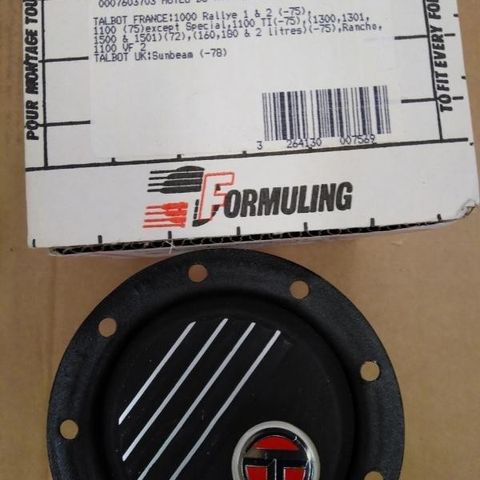 0007603703 MOYEU DE
TALBOT FRANCE:1000 Rallye 1 & 2 (-75),
1100 (75)except Special,1100 TI(-75),(1300,1301,
1500 & 1501)(72),(160,180 & 2 litres)(-75),Rancho,
1100 VF 2
TALBOT UK:Sunbeam (-78)
POUR MONTAGE TOU
TO FIT EVERY FOR
3 264130 007569
FORMULING